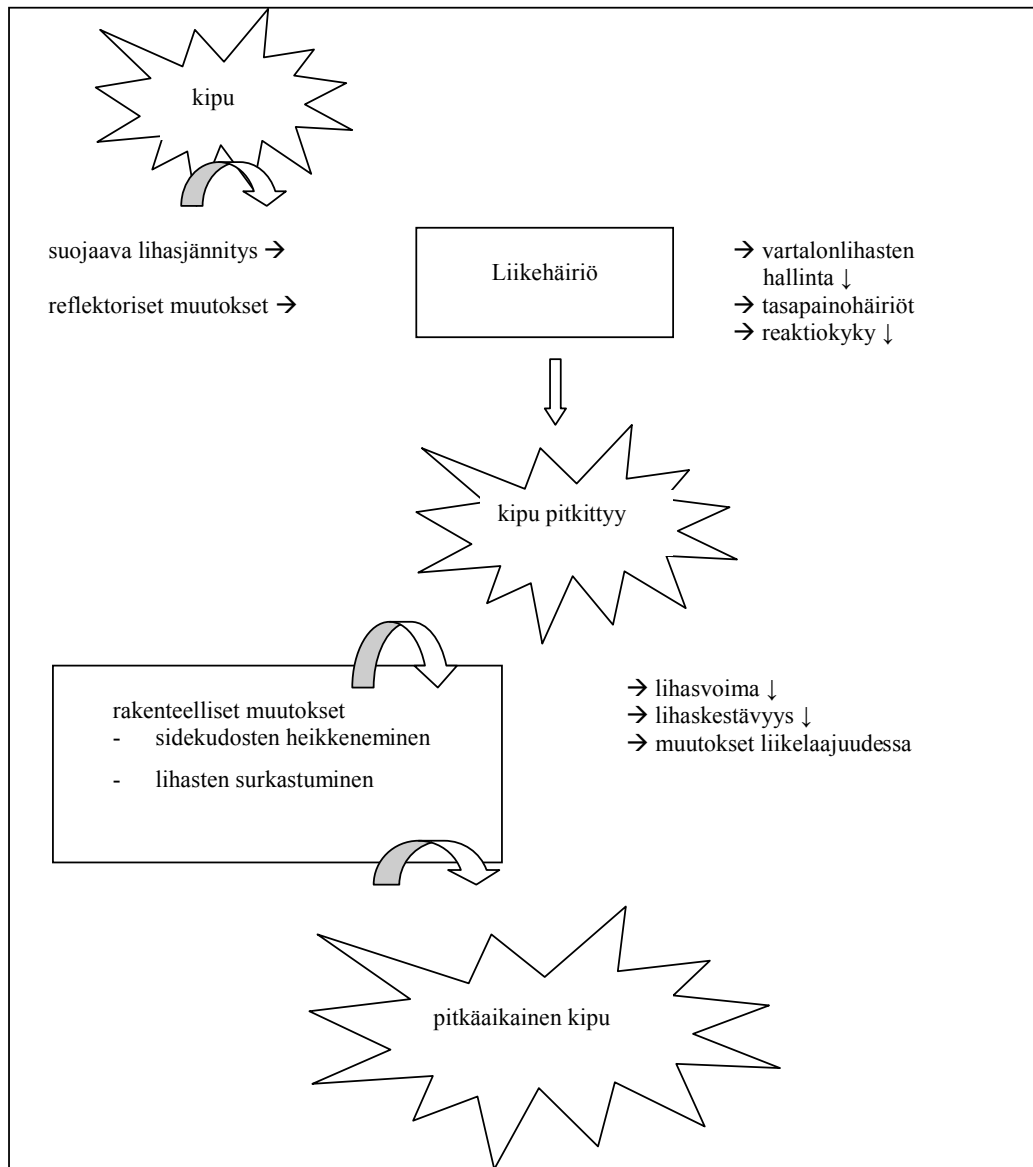 kipu
suojaava lihasjännitys →
reflektoriset muutokset →
Liikehäiriö
→ vartalonlihasten
hallinta ↓
→ tasapainohäiriöt
→ reaktiokyky ↓
kipu pitkittyy
rakenteelliset muutokset
- sidekudosten heikkeneminen
- lihasten surkastuminen
→ lihasvoima ↓
→ lihaskestävyys ↓
→ muutokset liikelaajuudessa
pitkäaikainen kipu